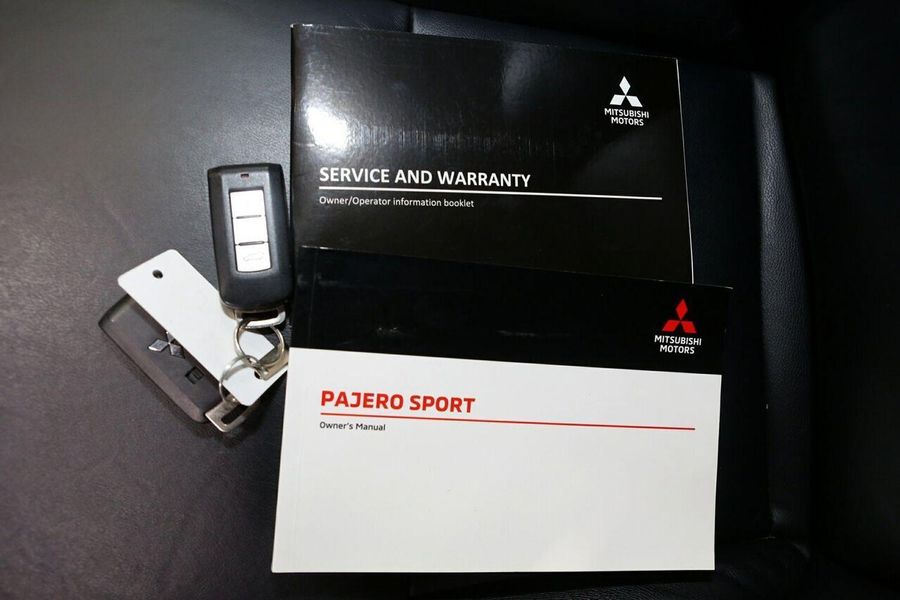 MITSUBISHI
MOTORS
SERVICE AND WARRANTY
Owner/Operator information booklet
MITSUBISHI
MOTORS
PAJERO SPORT
Owner's Manual